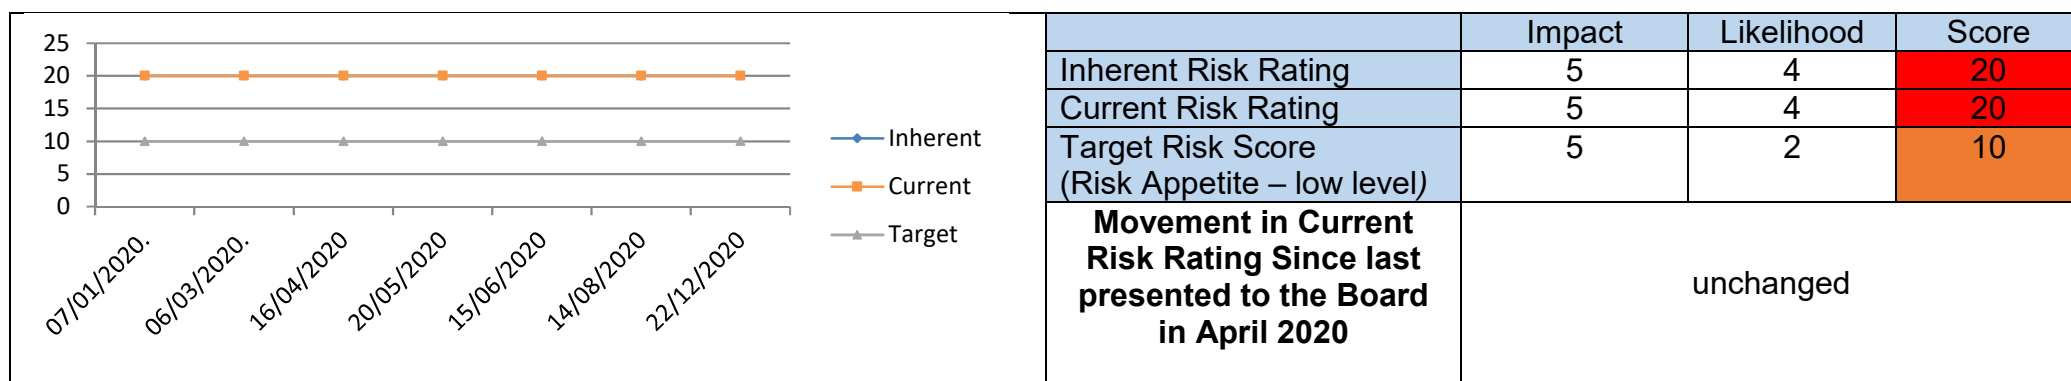 25
20
15
10
5
0
07/01/2020.
06/03/2020.
16/04/2020
20/05/2020
15/06/2020
14/08/2020
22/12/2020
Inherent
Current
Target
Impact Likelihood Score
Inherent Risk Rating 5 4 20
Current Risk Rating 5 4 20
Target Risk Score 5 2 10
(Risk Appetite – low level)
Movement in Current
Risk Rating Since last
presented to the Board
in April 2020
unchanged